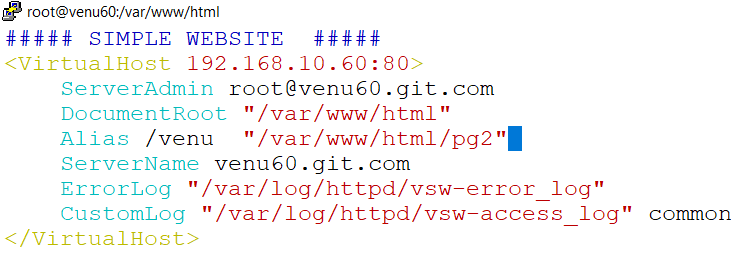 root@venu60:/var/www/html
##### SIMPLE WEBSITE  #####
<VirtualHost 192.168.10.60:80>
    ServerAdmin root@venu60.git.com
    DocumentRoot "/var/www/html"
    Alias /venu  "/var/www/html/pg2"
    ServerName venu60.git.com
    ErrorLog "/var/log/httpd/vsw-error_log"
    CustomLog "/var/log/httpd/vsw-access_log" common
</VirtualHost>